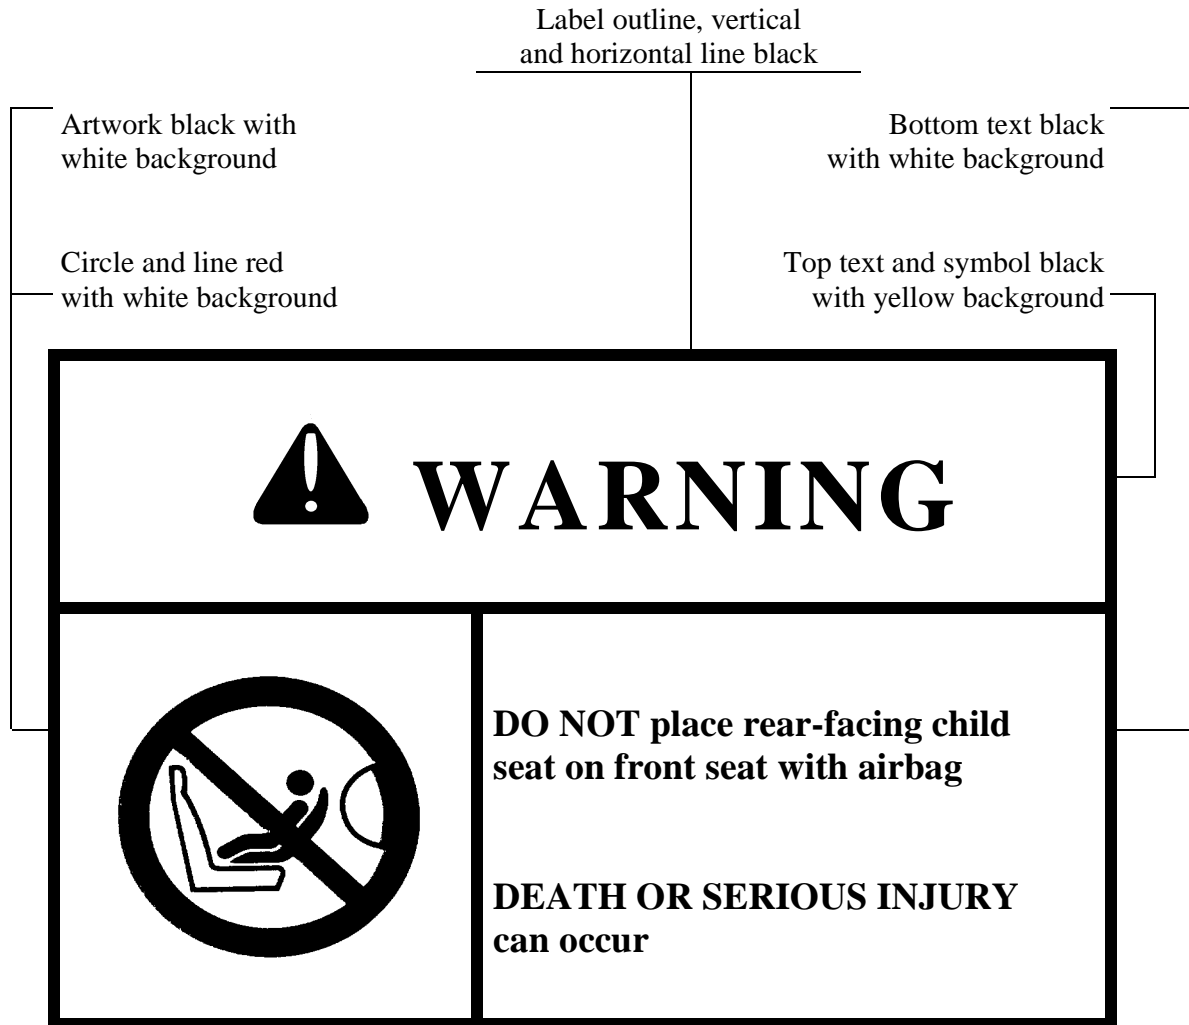 Label outline, vertical
and horizontal line black
Artwork black with
white background
Bottom text black
with white background
Circle and line red
with white background
Top text and symbol black
with yellow background
WARNING
DO NOT place rear-facing child
seat on front seat with airbag
DEATH OR SERIOUS INJURY
can occur